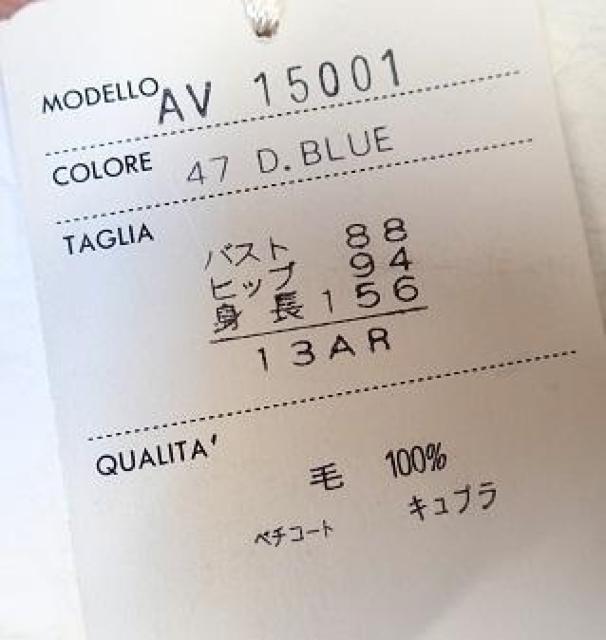 MODELLO AV 15001
COLORE 47 D.BLUE
TAGLIA バスト 88
ヒップ 94
身長 156
13AR
QUALITA'
毛 100%
ペチコート キュプラ